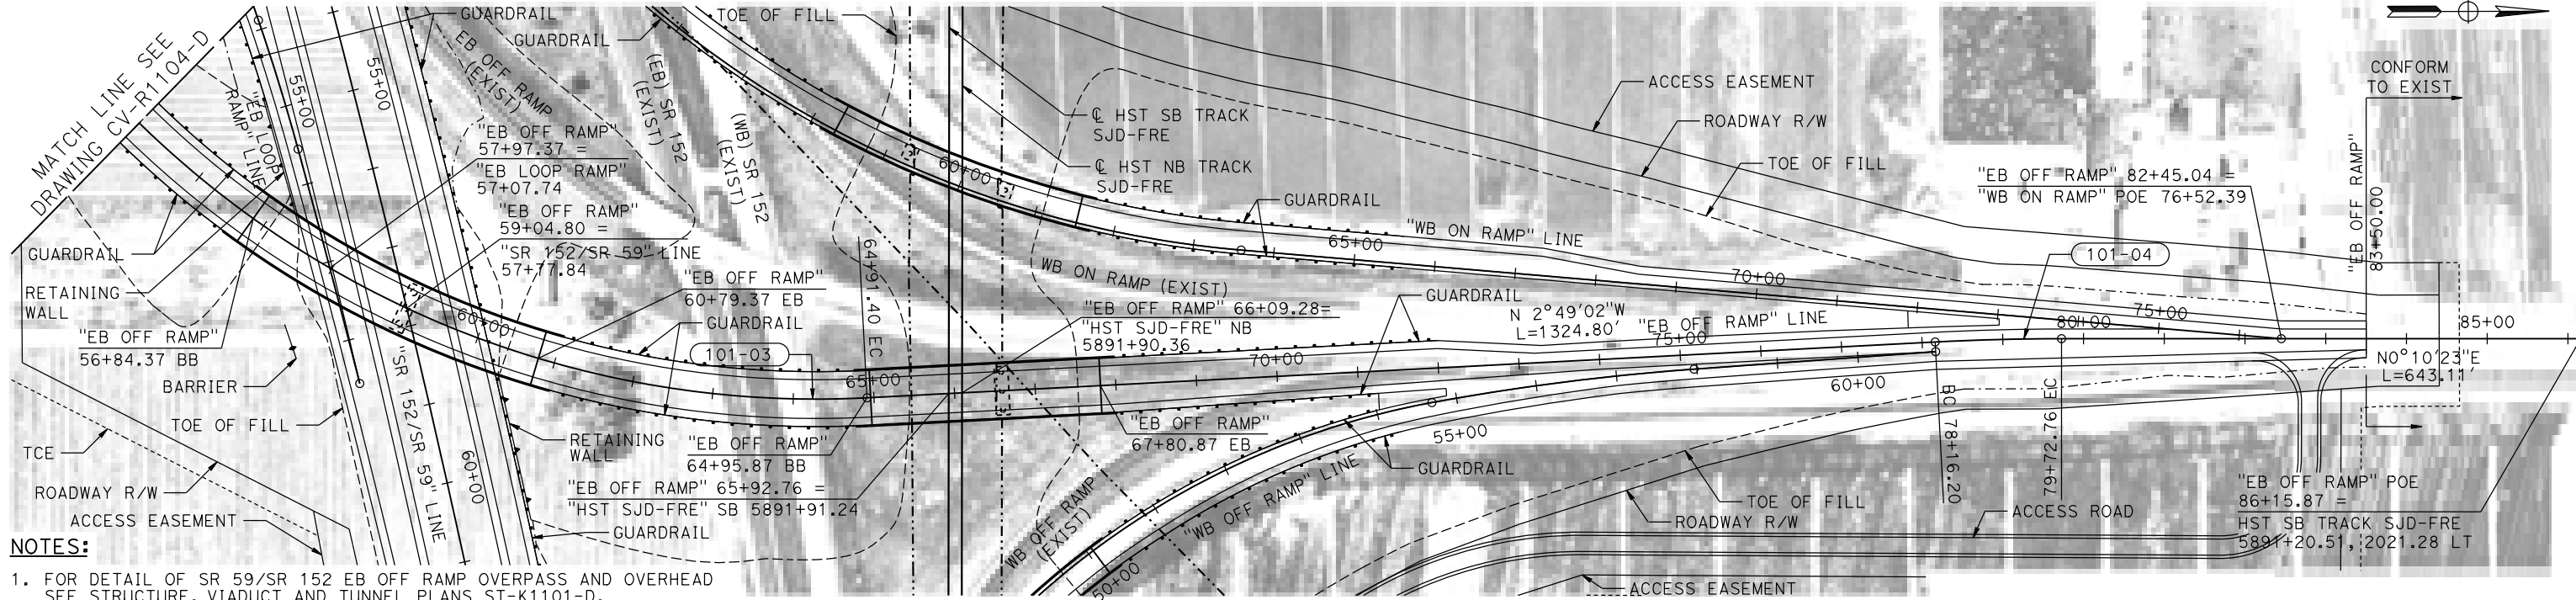 MATCH LINE SEE
DRAWING CV-R1104-D
GUARDRAIL
GUARDRAIL
TOE OF FILL
"EB LOOP
RAMP" LINE
55+00
55+00
EB OFF RAMP
(EXIST)
(EB) SR 152
(EXIST)
(WB) SR 152
(EXIST)
"EB OFF RAMP"
57+97.37 =
"EB LOOP RAMP"
57+07.74
"EB OFF RAMP"
59+04.80 =
"SR 152/SR 59" LINE
57+77.84
60+00
℄ HST SB TRACK
SJD-FRE
℄ HST NB TRACK
SJD-FRE
GUARDRAIL
ACCESS EASEMENT
ROADWAY R/W
TOE OF FILL
CONFORM
TO EXIST
"EB OFF RAMP" 82+45.04 =
"WB ON RAMP" POE 76+52.39
"EB OFF RAMP"
83+50.00
101-04
65+00
"WB ON RAMP" LINE
70+00
75+00
WB ON RAMP (EXIST)
GUARDRAIL
RETAINING
WALL
"EB OFF RAMP"
56+84.37 BB
BARRIER
TOE OF FILL
TCE
ROADWAY R/W
ACCESS EASEMENT
"SR 152/SR 59" LINE
60+00
60+00
"EB OFF RAMP"
60+79.37 EB
GUARDRAIL
101-03
64+91.40 EC
65+00
"EB OFF RAMP" 66+09.28=
"HST SJD-FRE" NB
5891+90.36
GUARDRAIL
N 2°49'02"W
L=1324.80'
"EB OFF RAMP" LINE
70+00
75+00
80+00
85+00
N0°10'23"E
L=643.11'
RETAINING
WALL
"EB OFF RAMP"
64+95.87 BB
"EB OFF RAMP" 65+92.76 =
"HST SJD-FRE" SB 5891+91.24
GUARDRAIL
"EB OFF RAMP"
67+80.87 EB
55+00
60+00
GUARDRAIL
"WB OFF RAMP" LINE
WB OFF RAMP
(EXIST)
50+00
BC 78+16.20
79+72.76 EC
TOE OF FILL
ROADWAY R/W
ACCESS ROAD
ACCESS EASEMENT
"EB OFF RAMP" POE
86+15.87 =
HST SB TRACK SJD-FRE
5891+20.51, 2021.28 LT
NOTES:
1. FOR DETAIL OF SR 59/SR 152 EB OFF RAMP OVERPASS AND OVERHEAD
SEE STRUCTURE, VIADUCT AND TUNNEL PLANS ST-K1101-D.